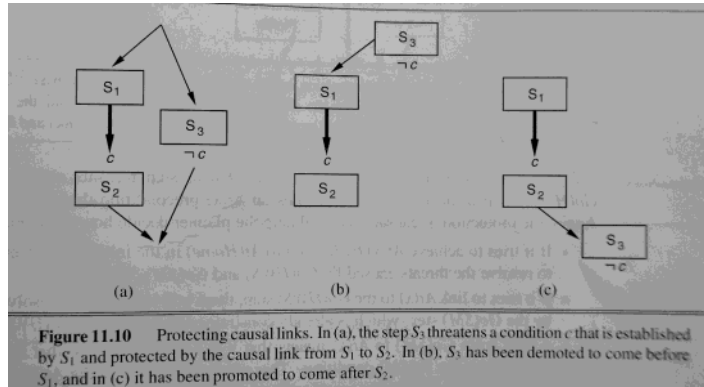 S3
¬c
S1
S1
S3
¬c
c
c
c
S2
S2
S2
S3
¬c
(a)
(b)
(c)
Figure 11.10 Protecting causal links. In (a), the step S3 threatens a condition c that is established
by S1 and protected by the causal link from S1 to S2. In (b), S3 has been demoted to come before
S1, and in (c) it has been promoted to come after S2.